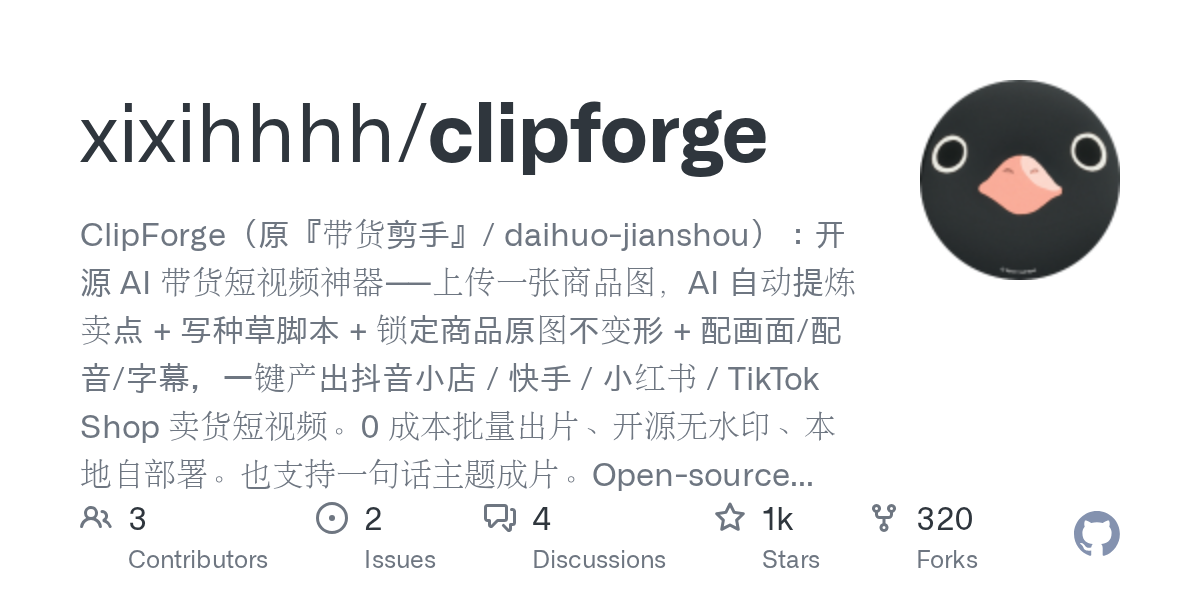 xixihhhh/clipforge
ClipForge（原『带货剪手』/ daihuo-jianshou）：开
源 AI 带货短视频神器——上传一张商品图，AI 自动提炼
卖点 + 写种草脚本 + 锁定商品原图不变形 + 配画面/配
音/字幕，一键产出抖音小店 / 快手 / 小红书 / TikTok
Shop 卖货短视频。0 成本批量出片、开源无水印、本
地自部署。也支持一句话主题成片。Open-source...
3 2 4 1k 320
Contributors Issues Discussions Stars Forks